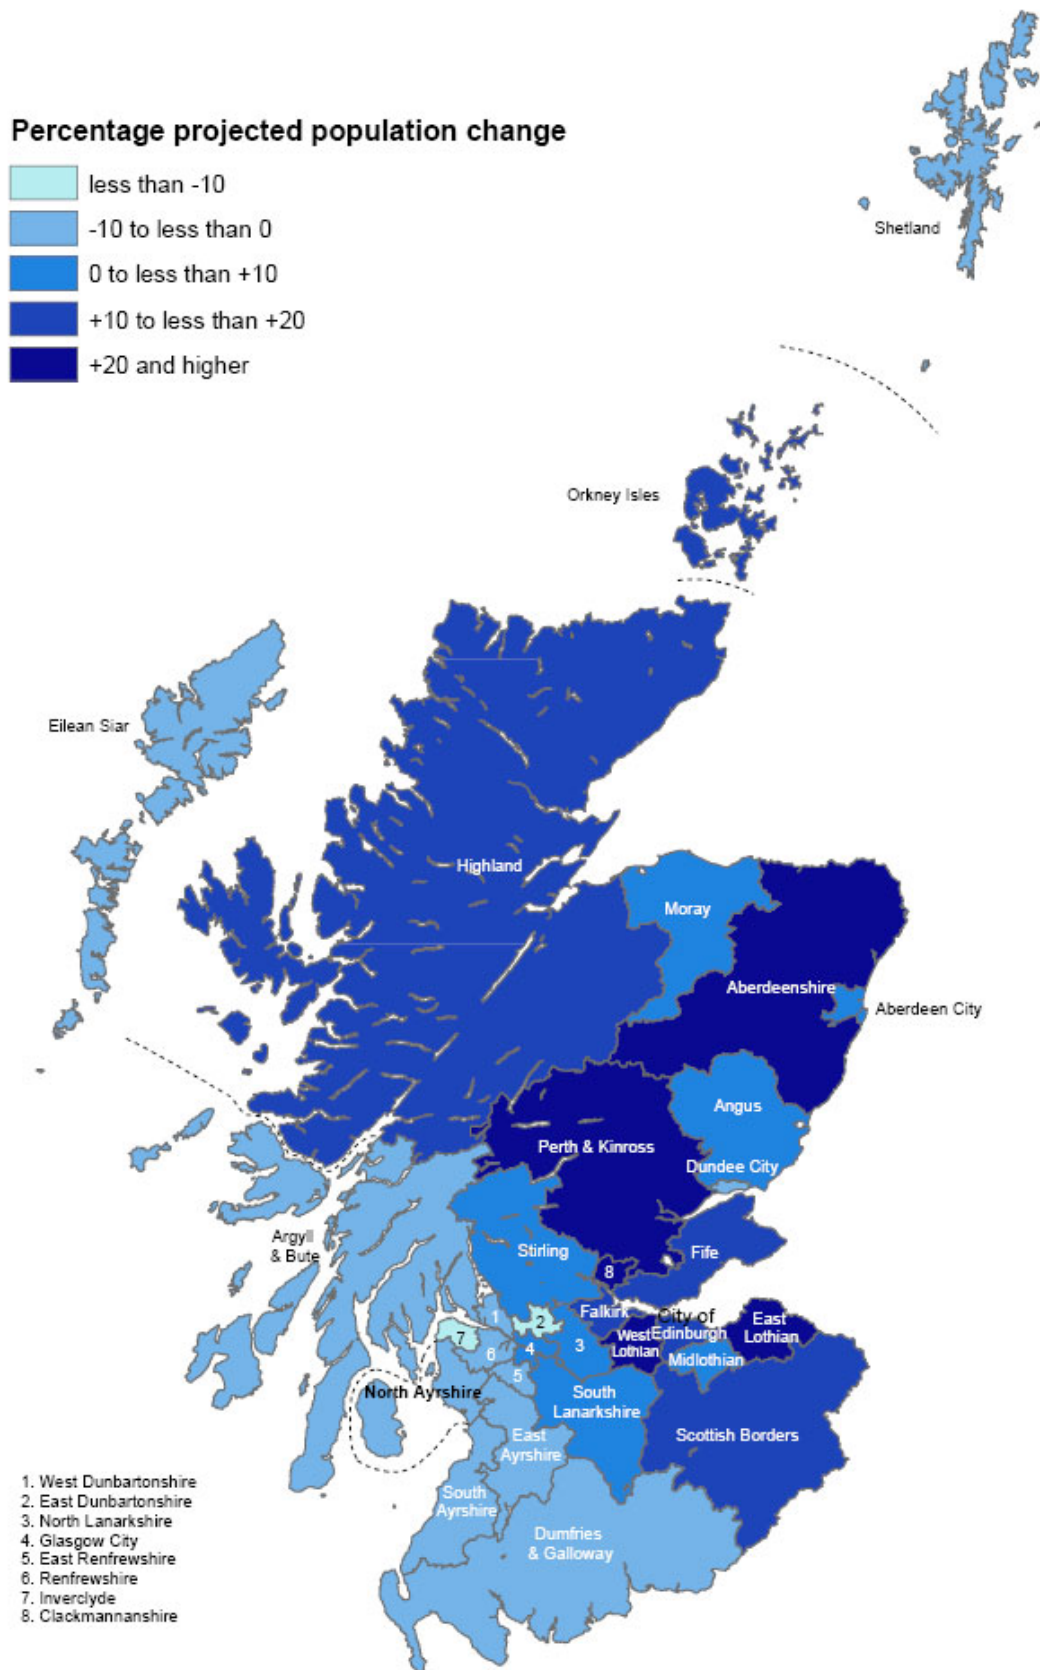 Percentage projected population change
less than -10
-10 to less than 0
0 to less than +10
+10 to less than +20
+20 and higher
Shetland
Orkney Isles
Eilean Siar
Highland
Moray
Aberdeenshire
Aberdeen City
Angus
Perth & Kinross
Dundee City
Argyll
& Bute
Stirling
Fife
8
Falkirk
City of
Edinburgh
East
Lothian
West
Lothian
Midlothian
1
2
7
6
4
3
5
North Ayrshire
South
Lanarkshire
Scottish Borders
East
Ayrshire
South
Ayrshire
Dumfries
& Galloway
1. West Dunbartonshire
2. East Dunbartonshire
3. North Lanarkshire
4. Glasgow City
5. East Renfrewshire
6. Renfrewshire
7. Inverclyde
8. Clackmannanshire